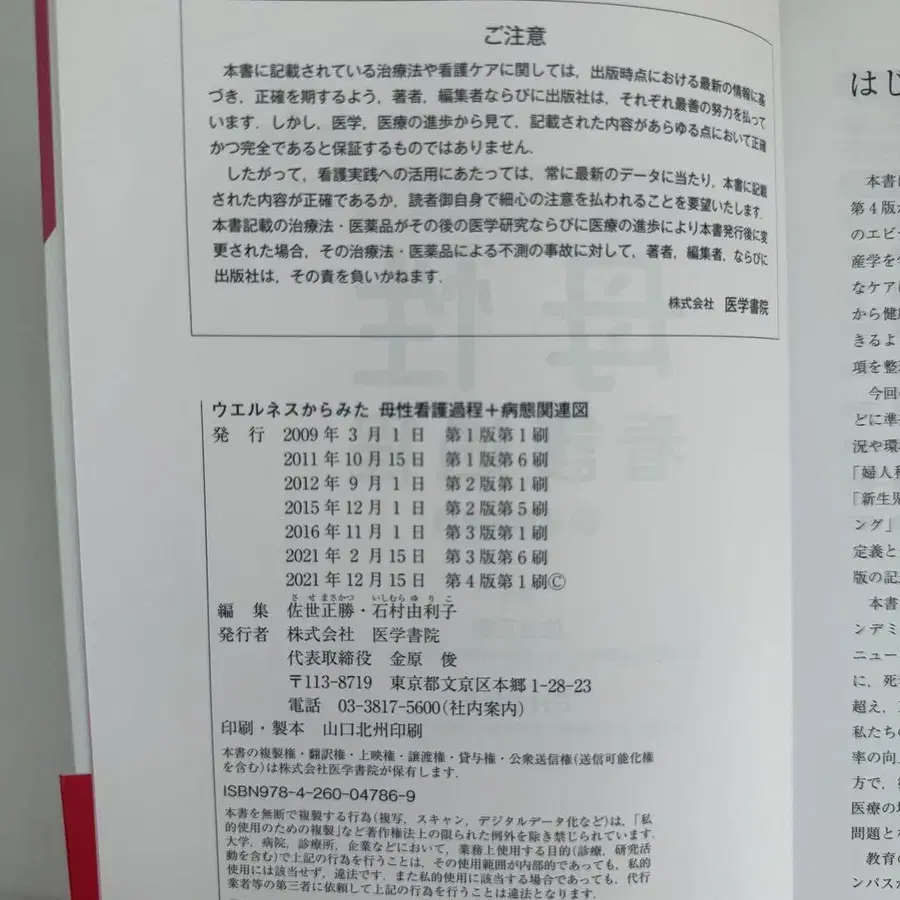 ご注意
本書に記載されている治療法や看護ケアに関しては，出版時点における最新の情報に基
づき，正確を期するよう，著者，編集者ならびに出版社は，それぞれ最善の努力を払って
います．しかし，医学，医療の進歩から見て，記載された内容があらゆる点において正確
かつ完全であると保証するものではありません．
したがって，看護実践への活用にあたっては，常に最新のデータに当たり，本書に記載
された内容が正確であるか，読者御自身で細心の注意を払われることを要望いたします．
本書記載の治療法・医薬品がその後の医学研究ならびに医療の進歩により本書発行後に変
更された場合，その治療法・医薬品による不測の事故に対して，著者，編集者，ならびに
出版社は，その責を負いかねます．
株式会社 医学書院
ウエルネスからみた 母性看護過程＋病態関連図
発 行 2009年3月1日 第1版第1刷
2011年10月15日 第1版第6刷
2012年9月1日 第2版第1刷
2015年12月1日 第2版第5刷
2016年11月1日 第3版第1刷
2021年2月15日 第3版第6刷
2021年12月15日 第4版第1刷©
させ まさかつ いしむら ゆりこ
編 集 佐世正勝・石村由利子
発行者 株式会社 医学書院
代表取締役 金原 俊
〒113-8719 東京都文京区本郷1-28-23
電話 03-3817-5600(社内案内)
印刷・製本 山口北州印刷
本書の複製権・翻訳権・上映権・譲渡権・貸与権・公衆送信権(送信可能化権
を含む)は株式会社医学書院が保有します．
ISBN978-4-260-04786-9
本書を無断で複製する行為(複写，スキャン，デジタルデータ化など)は，「私
的使用のための複製」など著作権法上の限られた例外を除き禁じられています．
大学，病院，診療所，企業などにおいて，業務上使用する目的(診療，研究活
動を含む)で上記の行為を行うことは，その使用範囲が内部的であっても，私的
使用には該当せず，違法です．また私的使用に該当する場合であっても，代行
業者等の第三者に依頼して上記の行為を行うことは違法となります．
はじ
本書は
第4版が
のエビデ
産学を
なケア
から健
きるよ
項を整
今回の
どに準
況や環
「婦人科
「新生児
ング」
定義と
版の記
本書
ンデミ
ニュー
に，死
超え，
私たちの
率の向
方で，
医療の
問題と
教育の
ンパスが